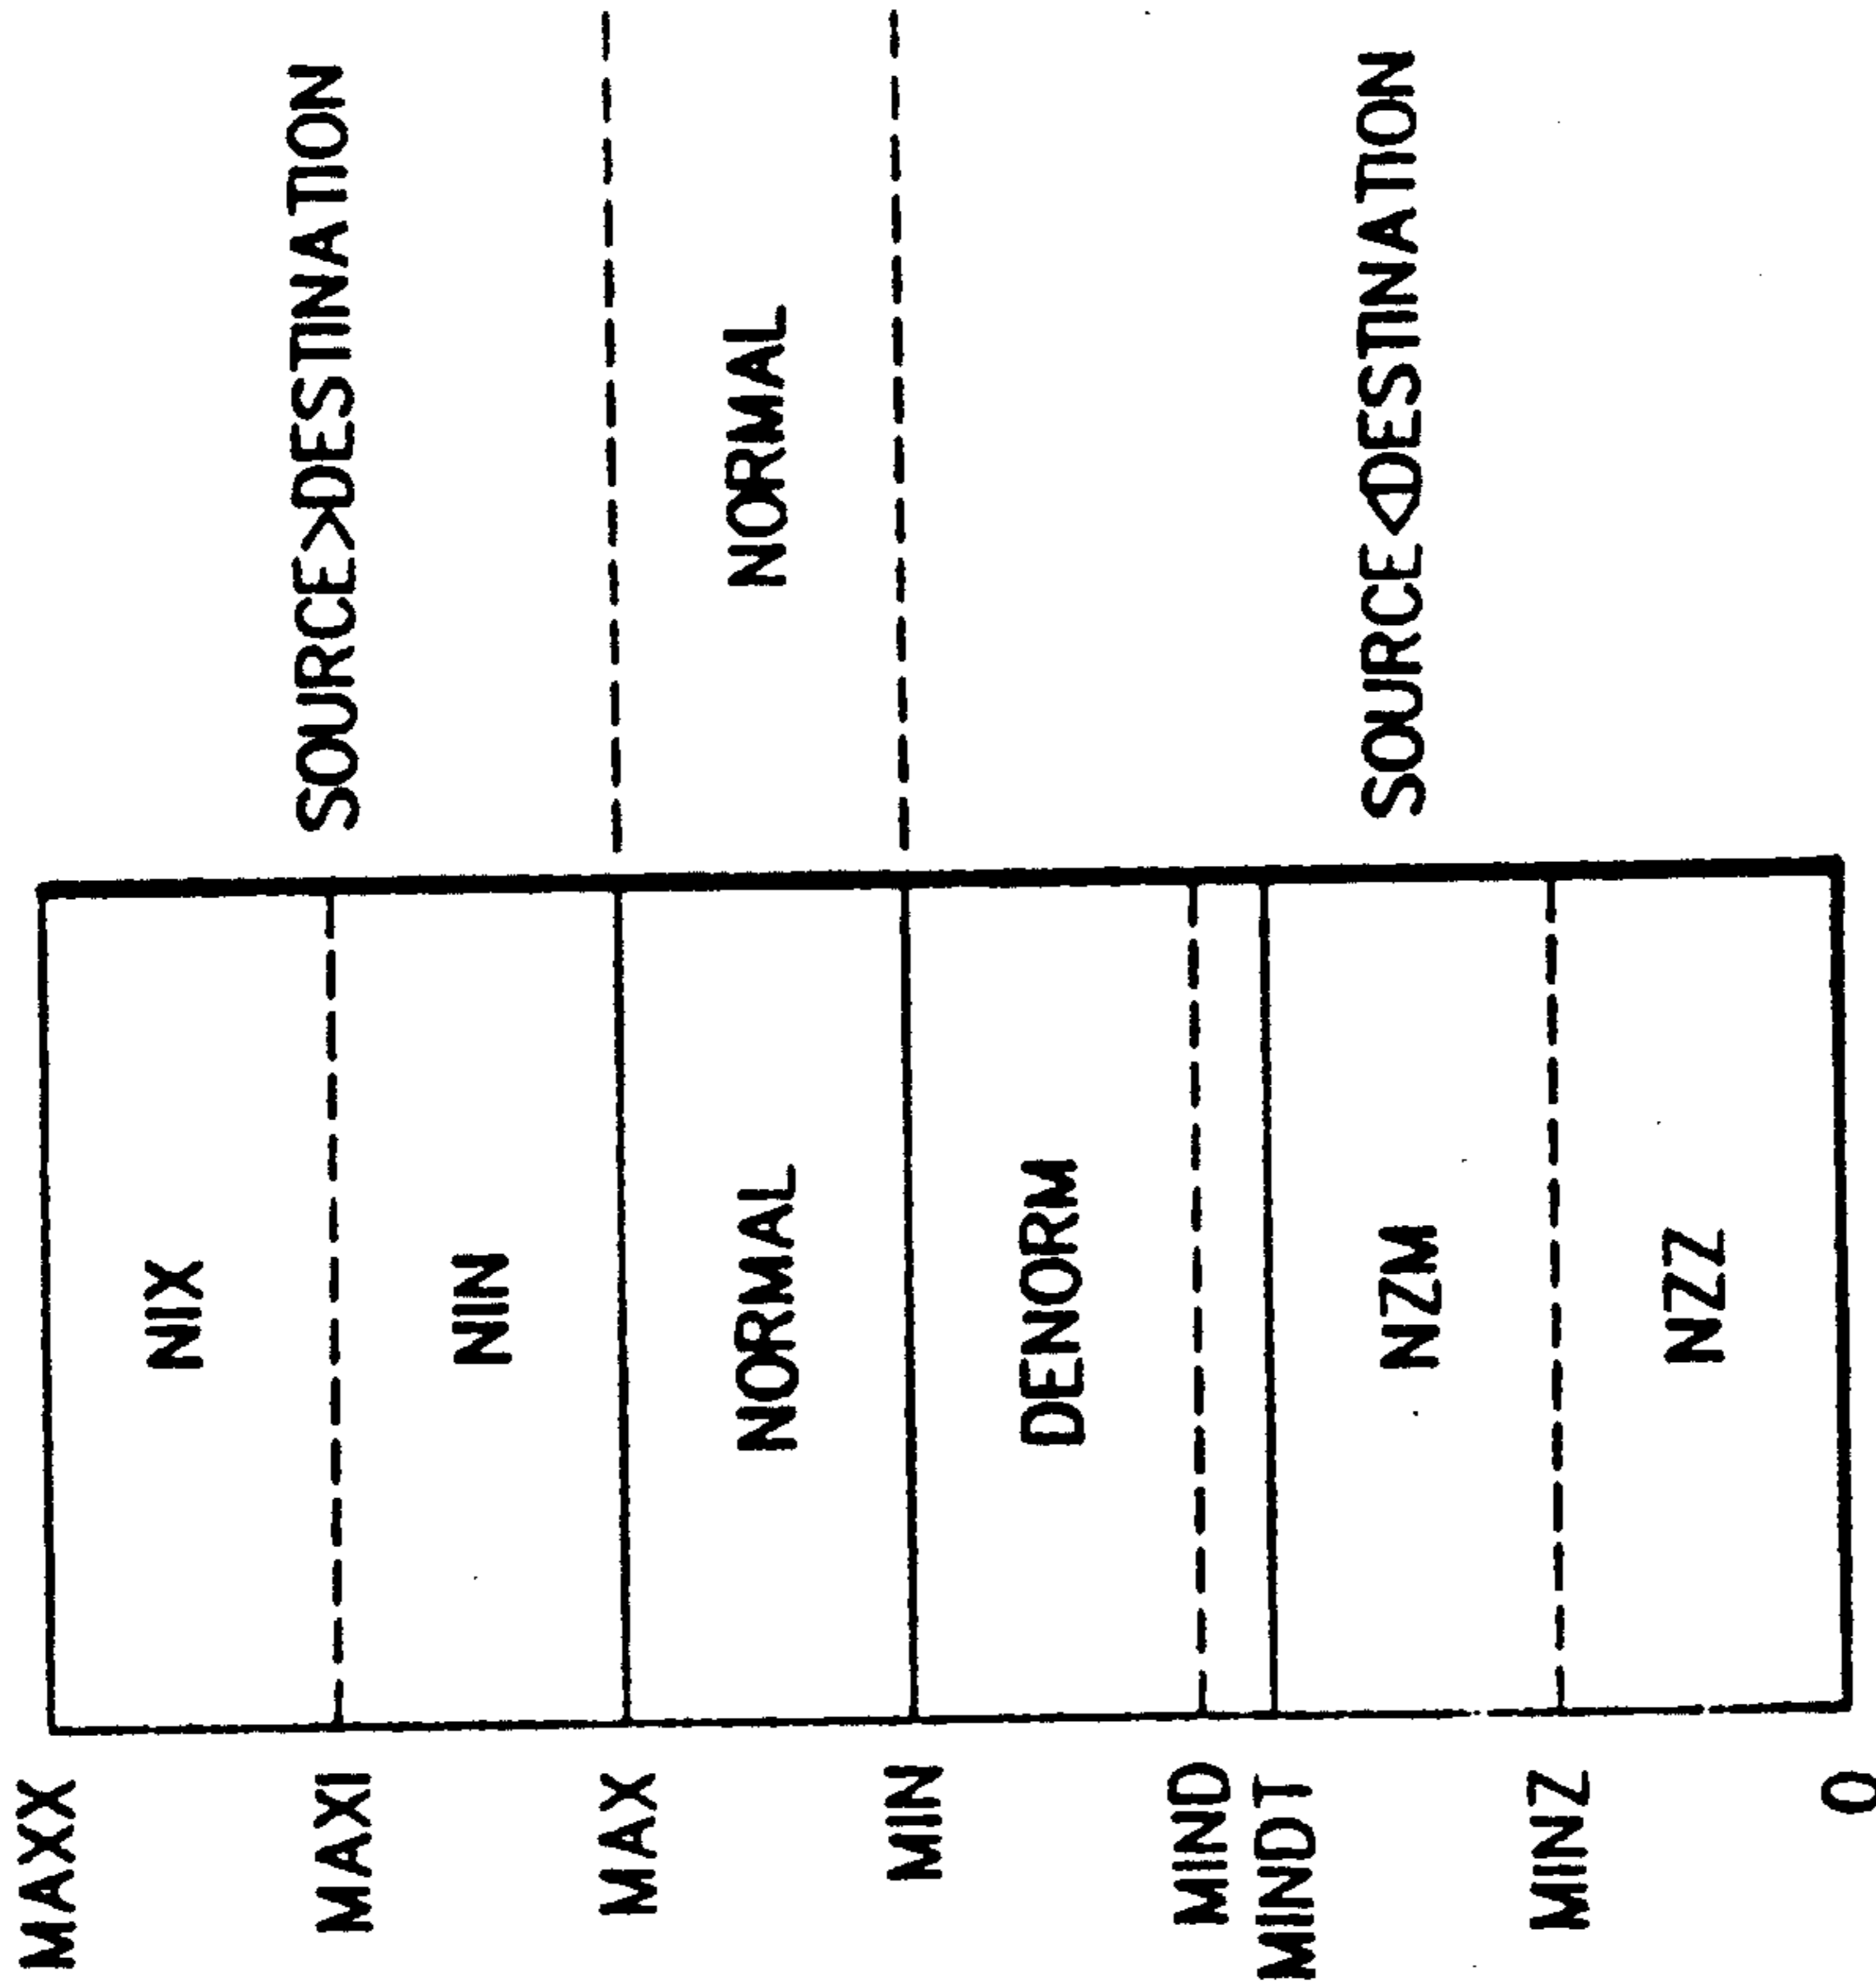 SOURCE>DESTINATION
NORMAL
SOURCE<DESTINATION
NIX
NIN
NORMAL
DENORM
NZM
NZZ
MAXX
MAXI
MAX
MIN
MIND
MINDT
MINZ
0